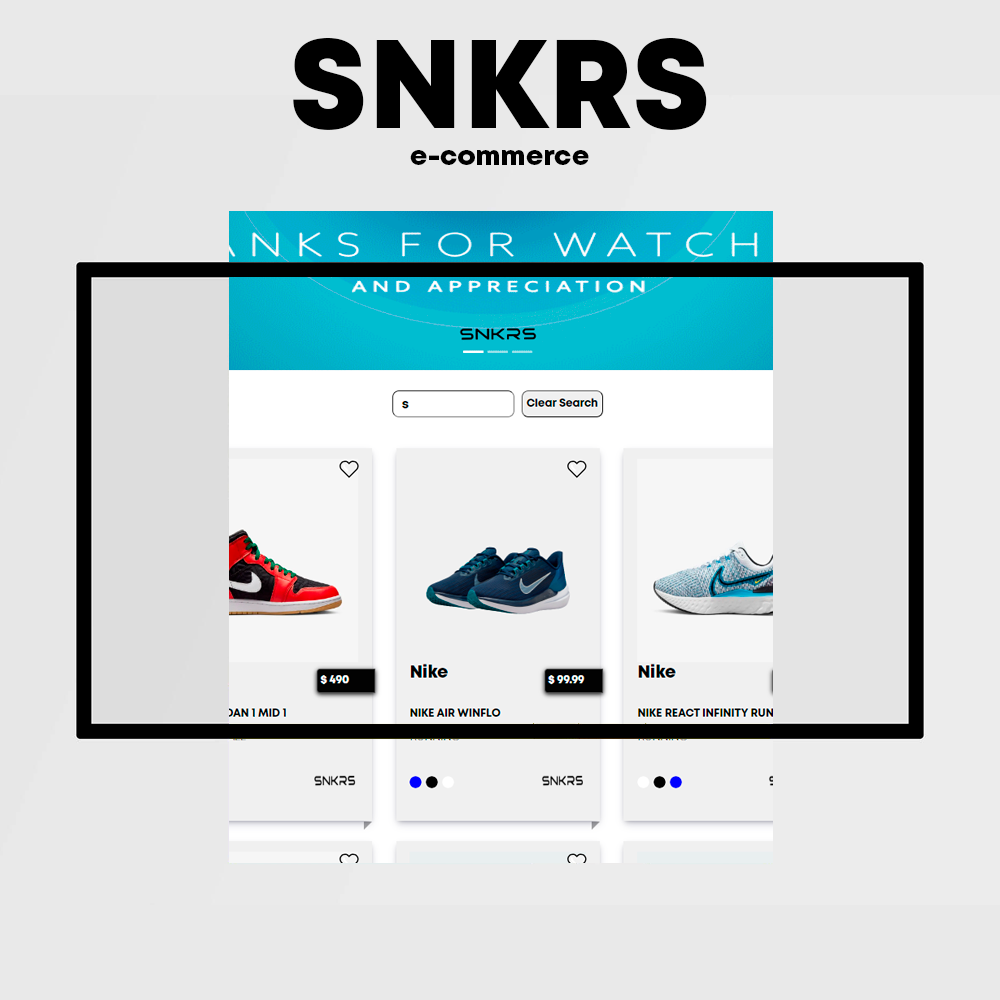 SNKRS
e-commerce
ANKS FOR WATCH
AND APPRECIATION
SNKRS
s
Clear Search
Nike
Nike
$ 490
$ 99.99
DAN 1 MID 1
NIKE AIR WINFLO
NIKE REACT INFINITY RUN
SNKRS
SNKRS